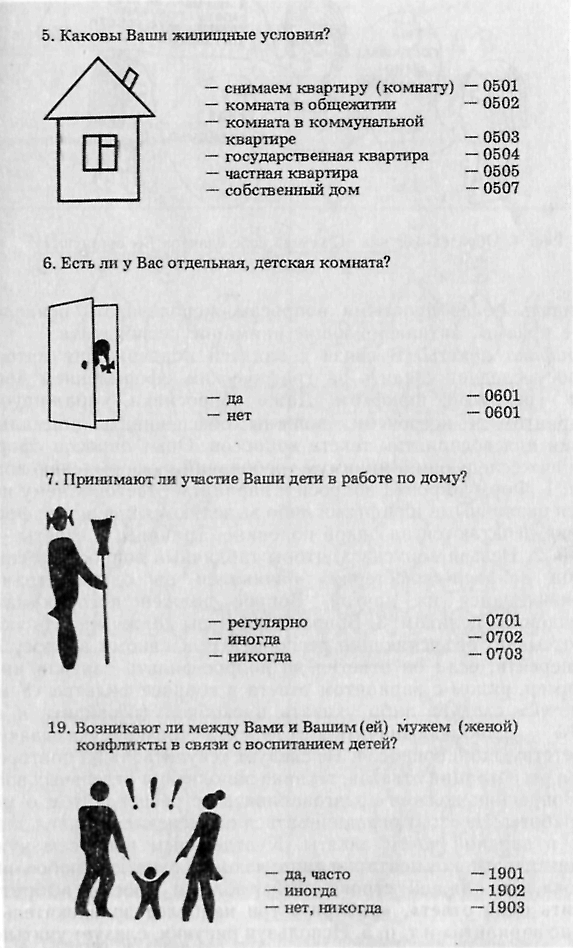 5. Каковы Ваши жилищные условия?
— снимаем квартиру (комнату) — 0501
— комната в общежитии — 0502
— комната в коммунальной
квартире — 0503
— государственная квартира — 0504
— частная квартира — 0505
— собственный дом — 0507
6. Есть ли у Вас отдельная, детская комната?
— да — 0601
— нет — 0601
7. Принимают ли участие Ваши дети в работе по дому?
— регулярно — 0701
— иногда — 0702
— никогда — 0703
19. Возникают ли между Вами и Вашим (ей) мужем (женой)
конфликты в связи с воспитанием детей?
! ! !
— да, часто — 1901
— иногда — 1902
— нет, никогда — 1903